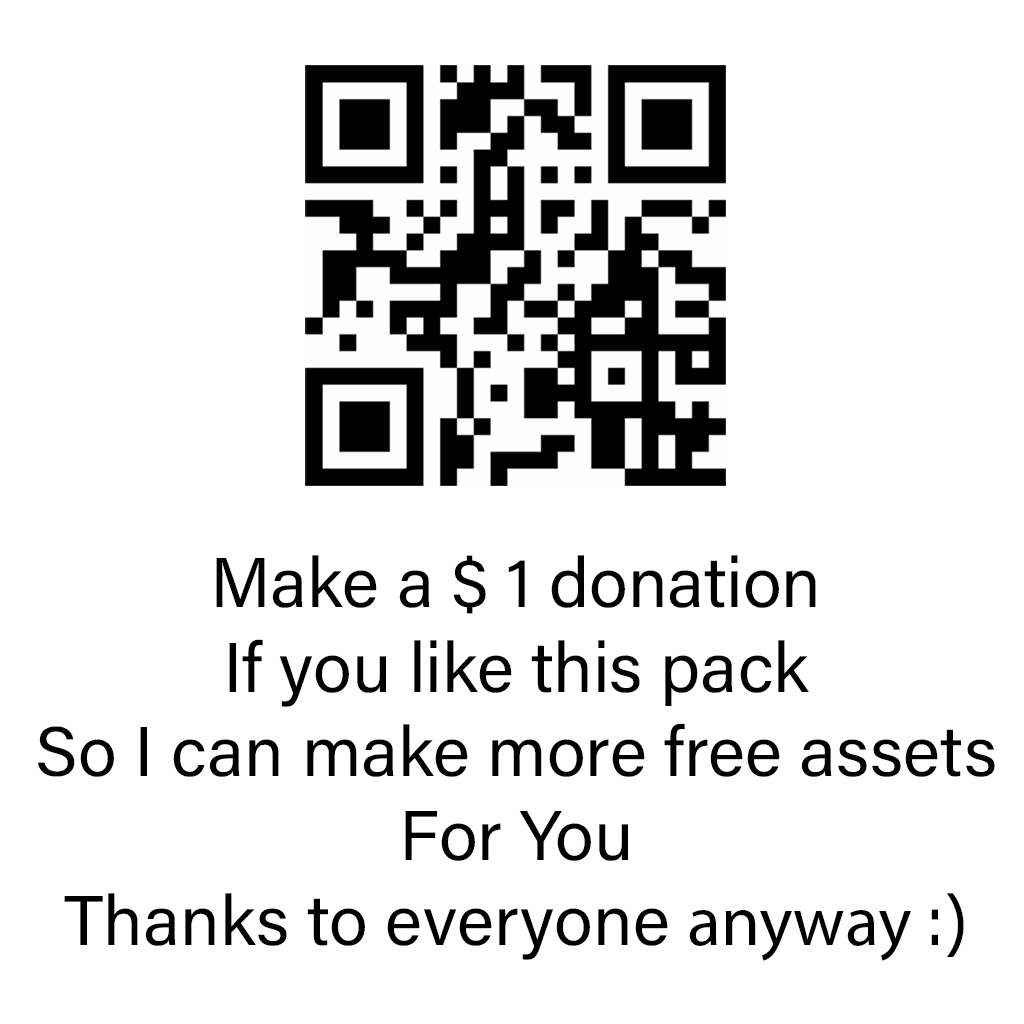 Make a $ 1 donation
If you like this pack
So I can make more free assets
For You
Thanks to everyone anyway :)